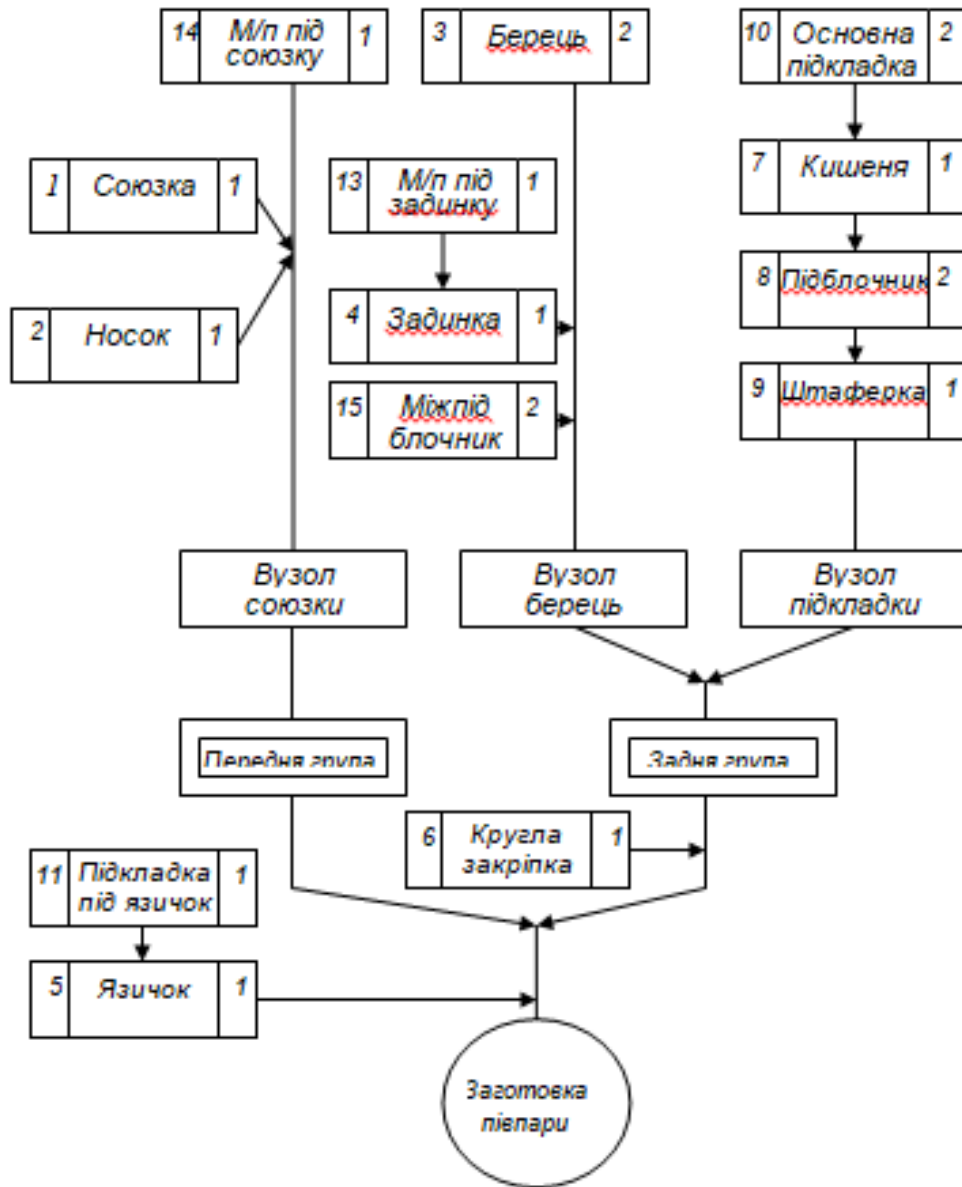 14 М/п під союзку 1
3 Берець 2
10 Основна підкладка 2
1 Союзка 1
13 М/п під задинку 1
7 Кишеня 1
2 Носок 1
4 Задинка 1
8 Підблочник 2
15 Міжпід блочник 2
9 Штаферка 1
Вузол союзки
Вузол берець
Вузол підкладки
Передня група
Задня група
6 Кругла закріпка 1
11 Підкладка під язичок 1
5 Язичок 1
Заготовка півпари